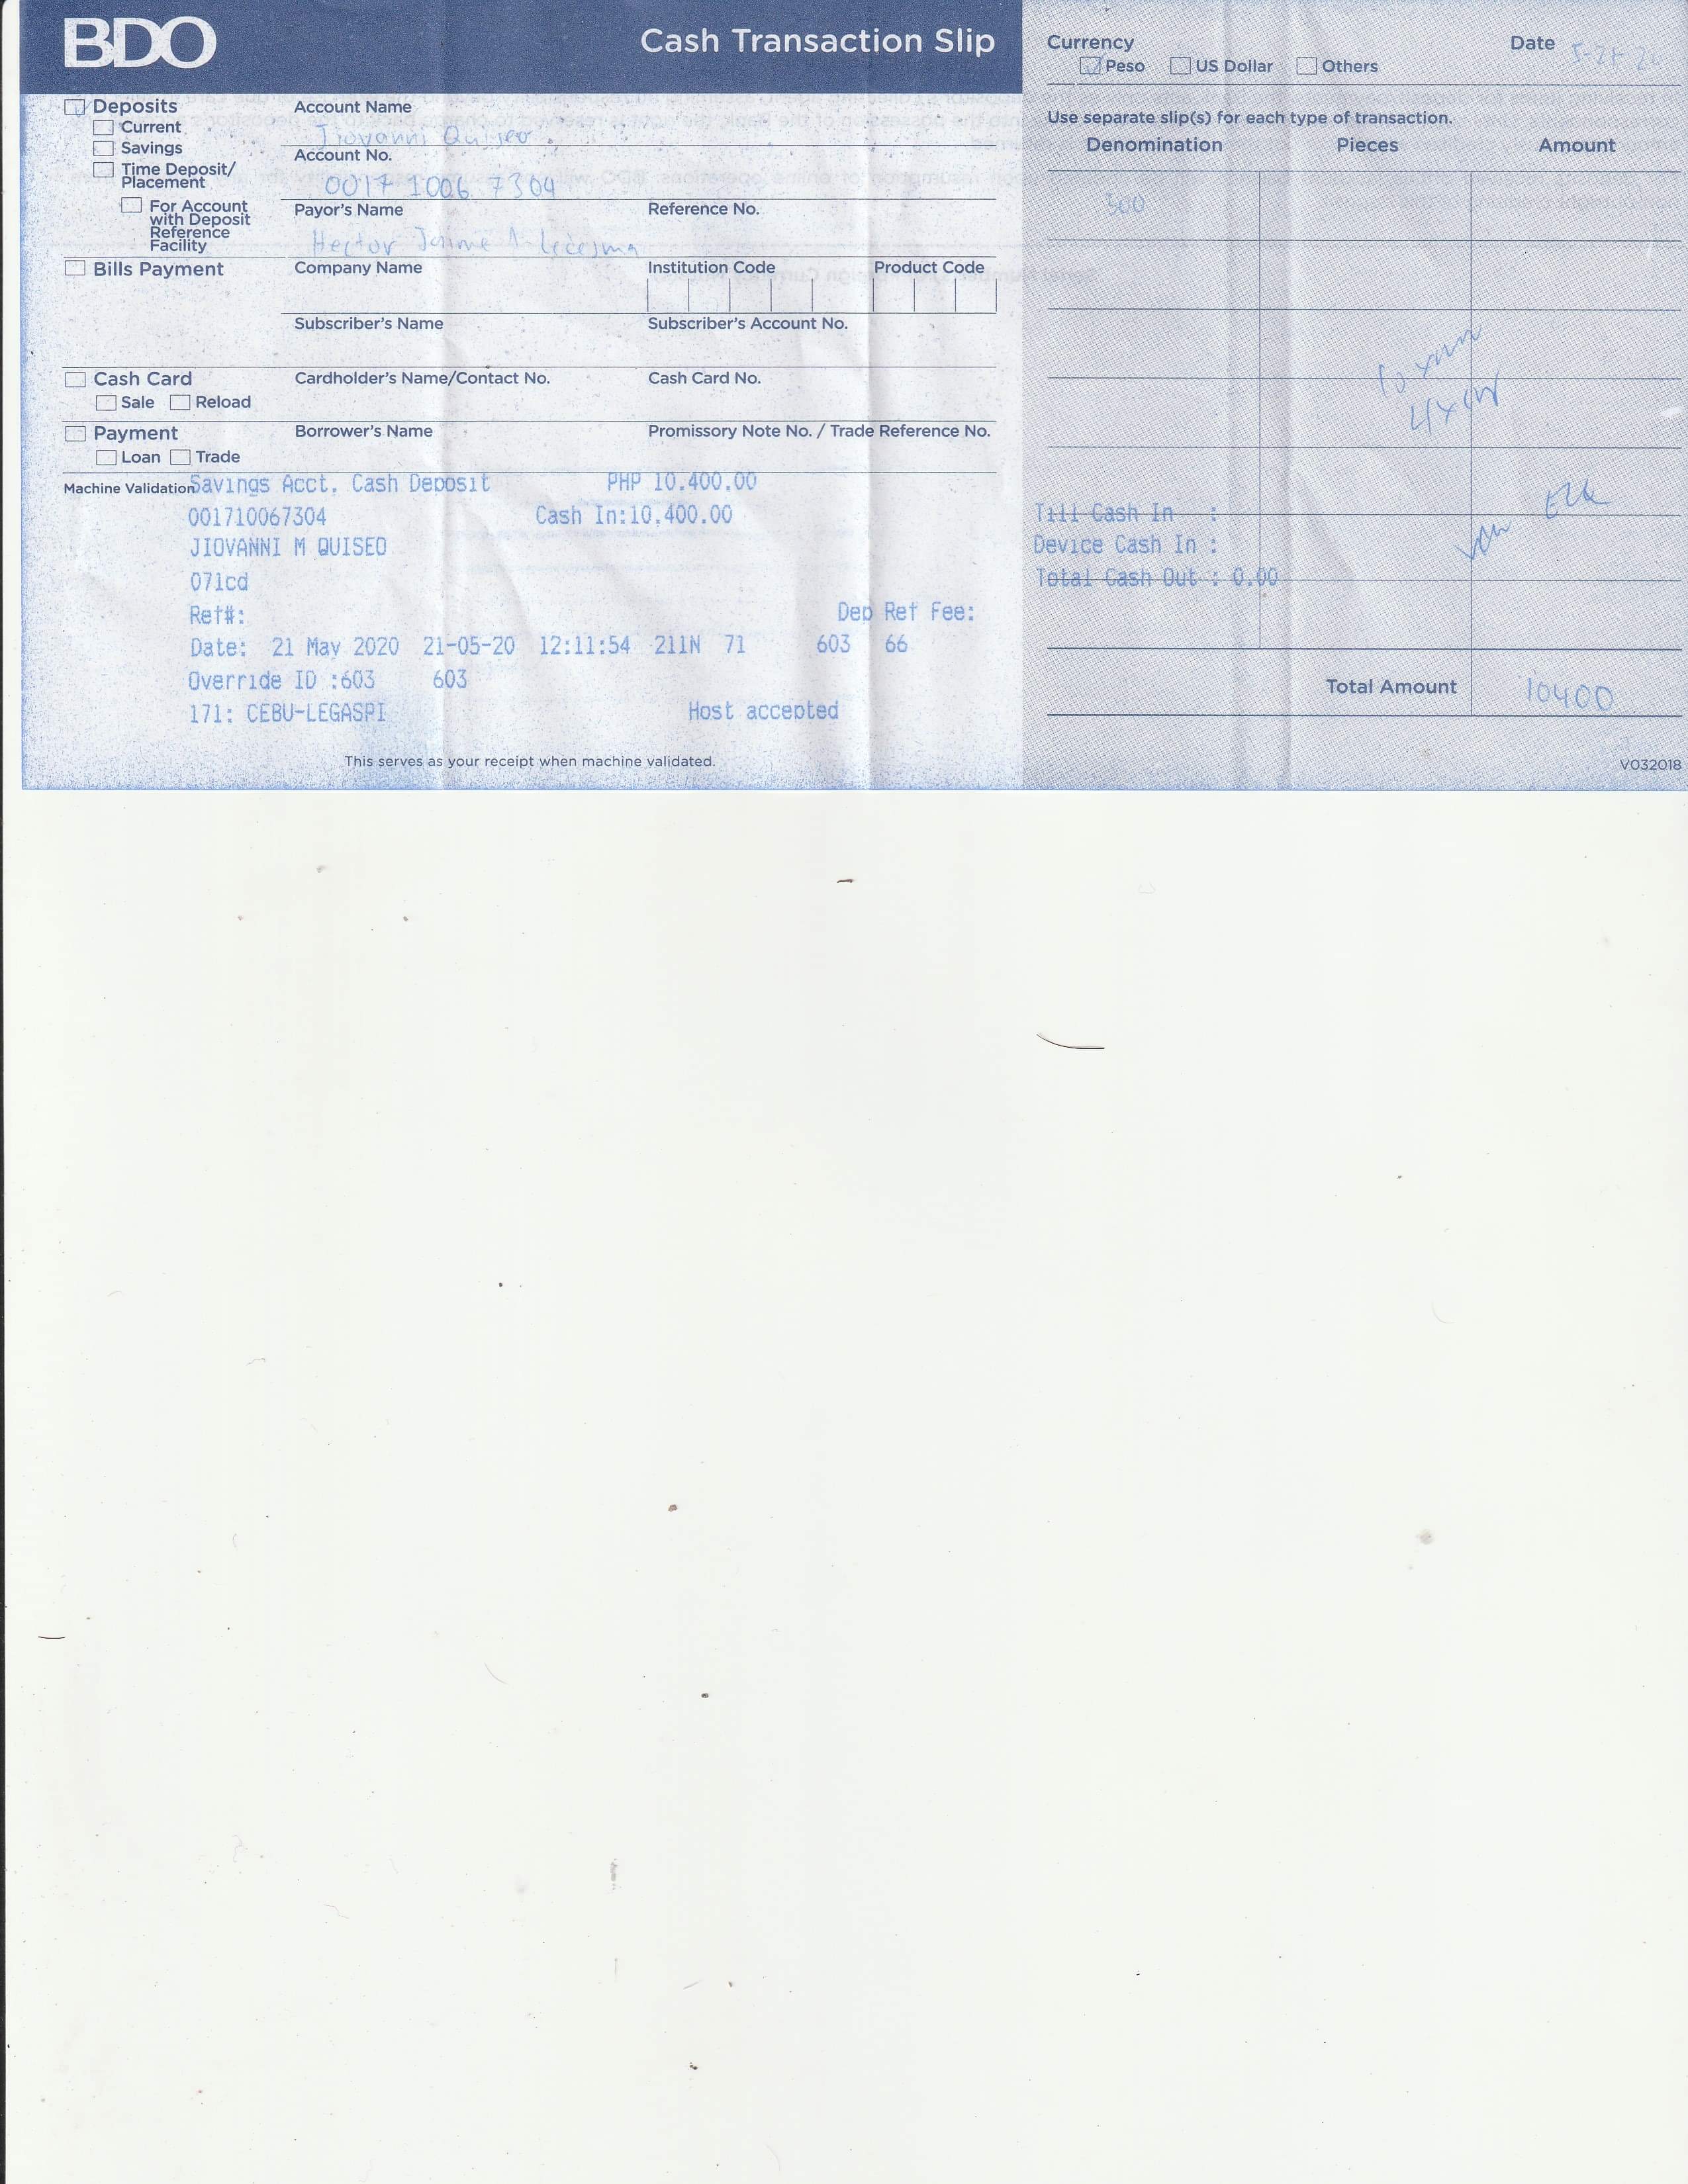 BDO
Cash Transaction Slip
Currency
Peso US Dollar Others
Date 5-21-20
Deposits
Current
Savings
Time Deposit/
Placement
For Account
with Deposit
Reference
Facility
Account Name
Jiovanni Quiseo
Account No.
0017 1006 7304
Payor's Name
Hector Jaime
Reference No.
Bills Payment
Company Name
Institution Code
Product Code
Subscriber's Name
Subscriber's Account No.
Cash Card
Sale Reload
Cardholder's Name/Contact No.
Cash Card No.
Payment
Loan Trade
Borrower's Name
Promissory Note No. / Trade Reference No.
Machine Validation
Savings Acct. Cash Deposit PHP 10,400.00
001710067304 Cash In:10,400.00
JIOVANNI M QUISEO
071cd
Ref#: Dep Ref Fee:
Date: 21 May 2020 21-05-20 12:11:54 211N 71 603 66
Override ID :603 603
171: CEBU-LEGASPI Host accepted
This serves as your receipt when machine validated.
Use separate slip(s) for each type of transaction.
Denomination Pieces Amount
500
Till Cash In :
Device Cash In :
Total Cash Out : 0.00
Total Amount 10400
V032018